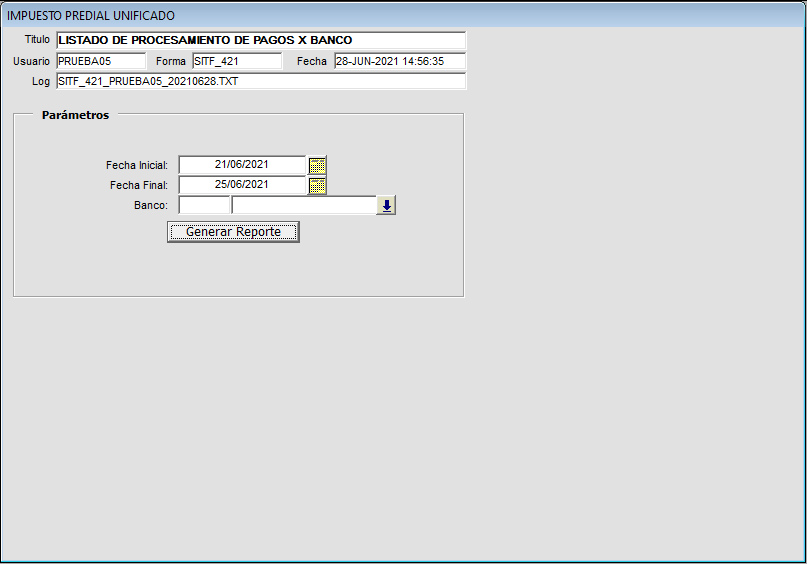 IMPUESTO PREDIAL UNIFICADO
Titulo LISTADO DE PROCESAMIENTO DE PAGOS X BANCO
Usuario PRUEBA05 Forma SITF_421 Fecha 28-JUN-2021 14:56:35
Log SITF_421_PRUEBA05_20210628.TXT
Parámetros
Fecha Inicial: 21/06/2021
Fecha Final: 25/06/2021
Banco:
Generar Reporte